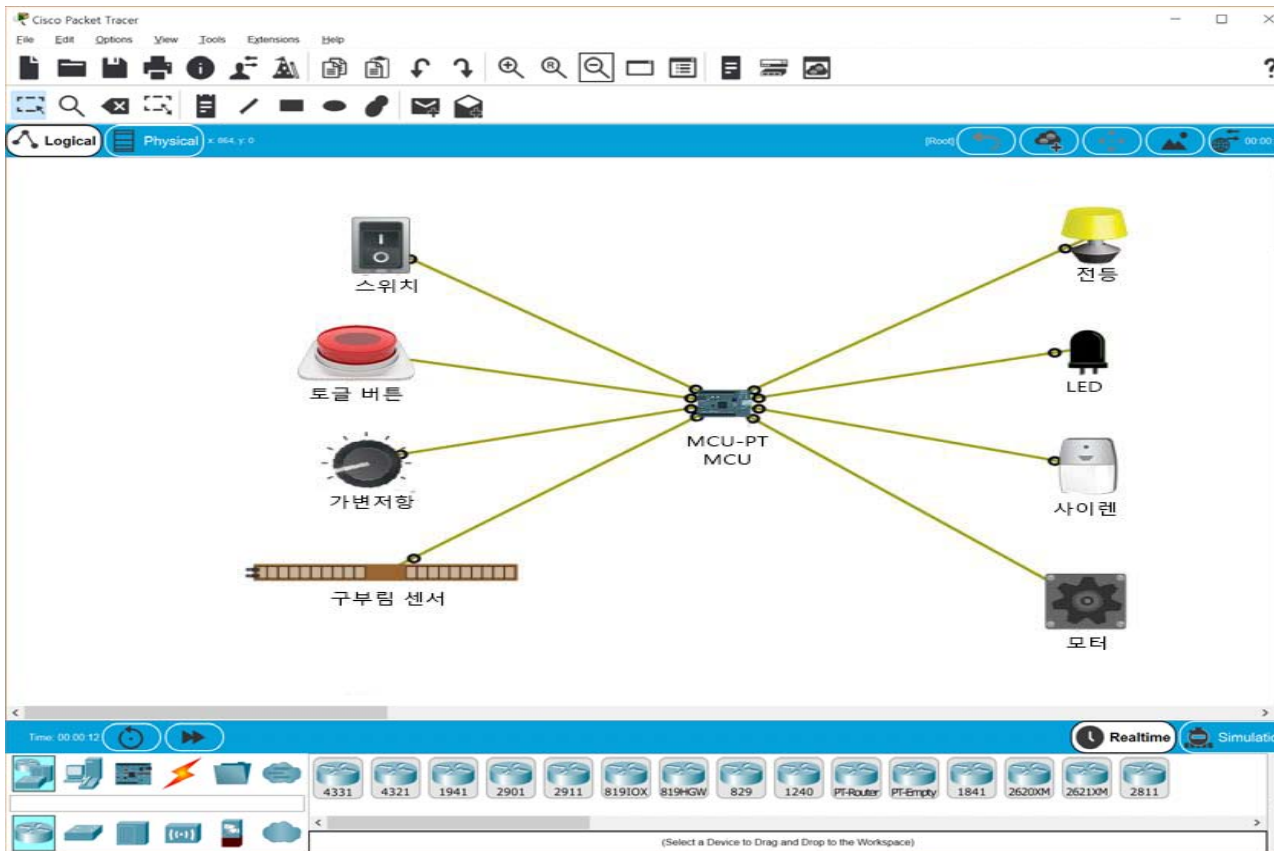 Cisco Packet Tracer
File Edit Options View Tools Extensions Help
Logical Physical x: 864, y: 0 [Root] 00:00
스위치
전등
토글 버튼
LED
MCU-PT
MCU
가변저항
사이렌
구부림 센서
모터
Time: 00:00:12 Realtime Simulatio
4331 4321 1941 2901 2911 819IOX 819HGW 829 1240 PT-Router PT-Empty 1841 2620XM 2621XM 2811
(Select a Device to Drag and Drop to the Workspace)